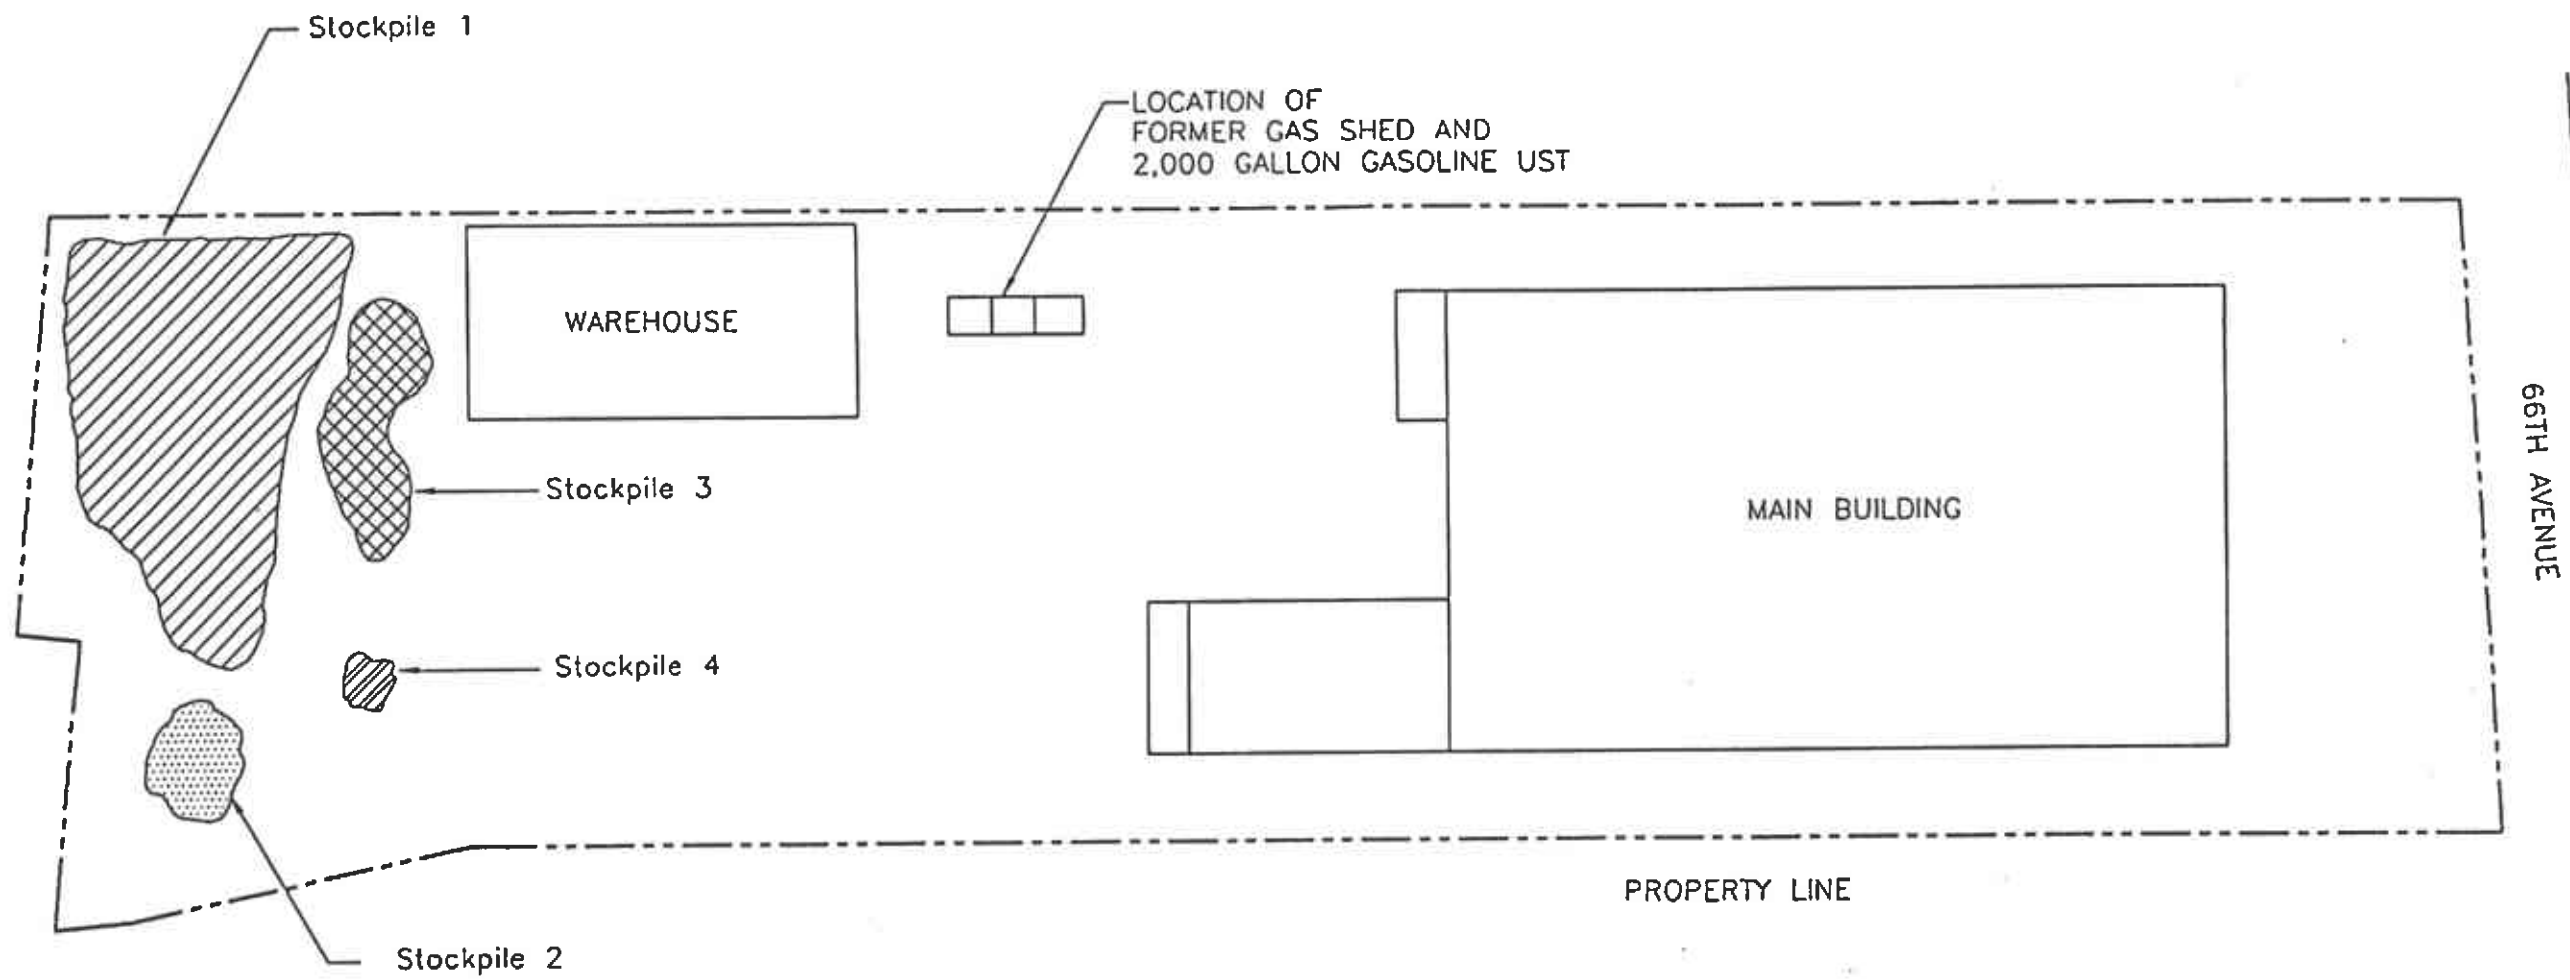 Stockpile 1
LOCATION OF
FORMER GAS SHED AND
2,000 GALLON GASOLINE UST
WAREHOUSE
Stockpile 3
MAIN BUILDING
66TH AVENUE
Stockpile 4
PROPERTY LINE
Stockpile 2